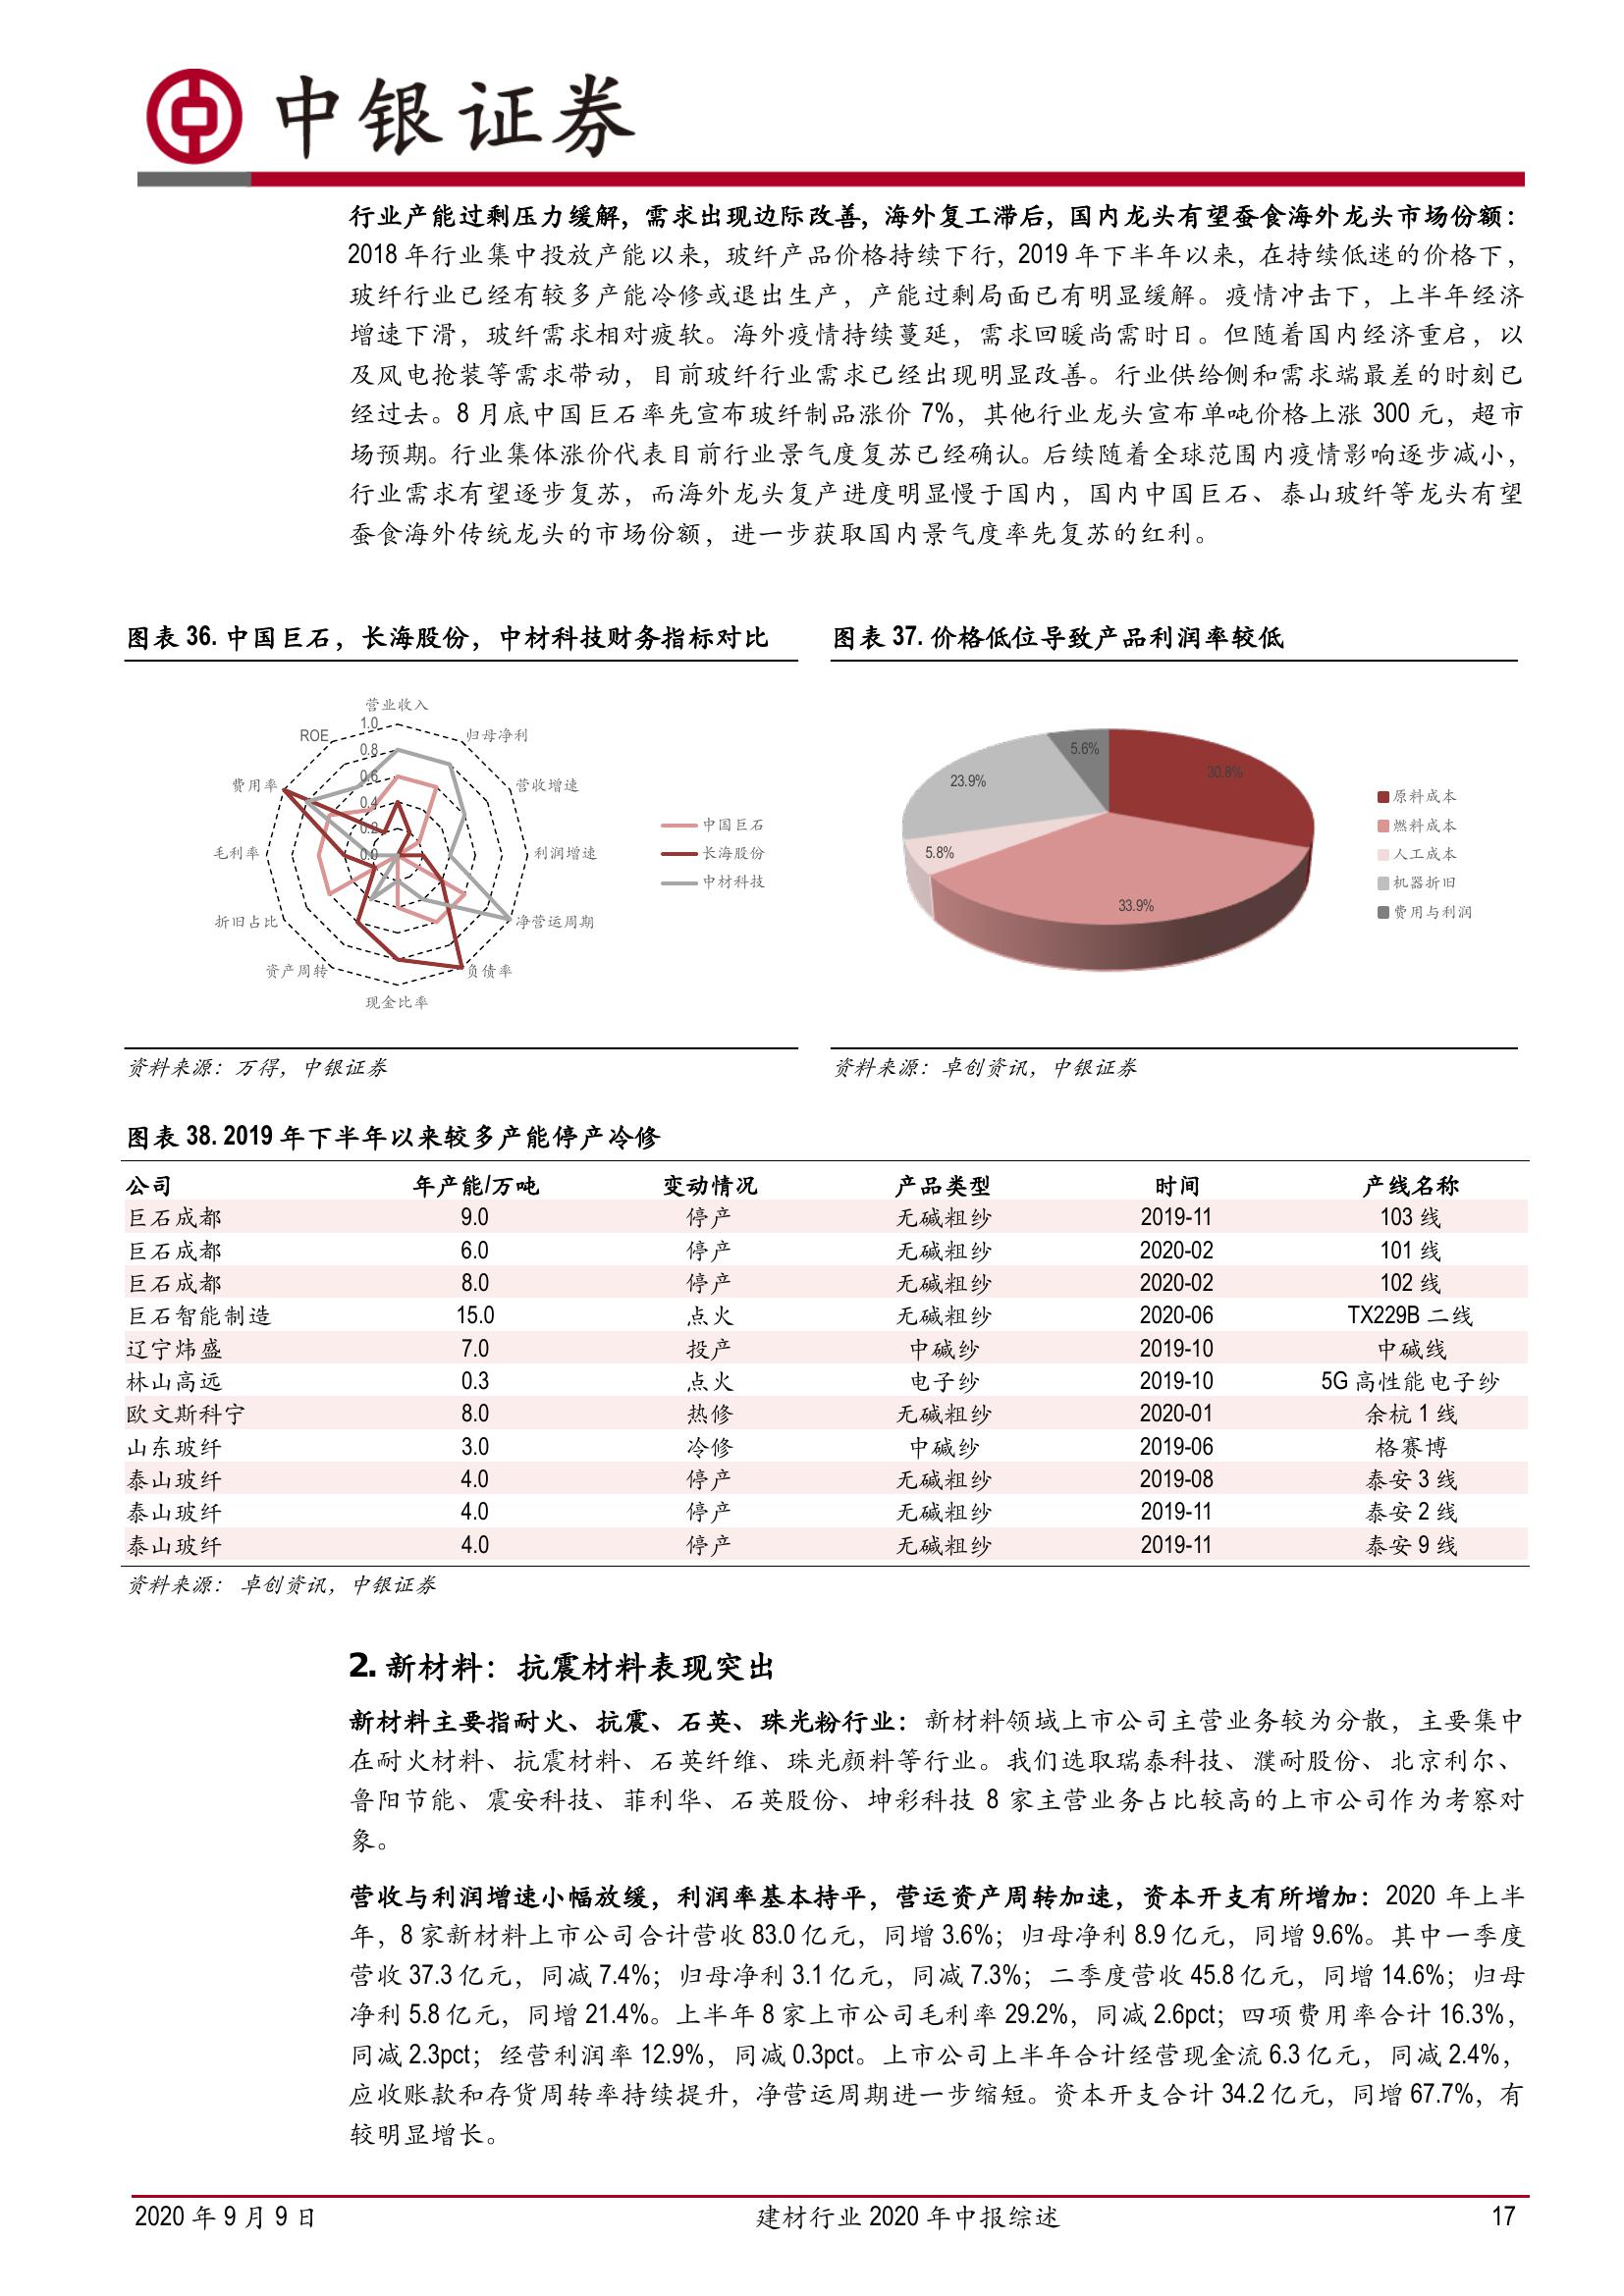 中银证券
行业产能过剩压力缓解，需求出现边际改善，海外复工滞后，国内龙头有望蚕食海外龙头市场份额：
2018 年行业集中投放产能以来，玻纤产品价格持续下行，2019 年下半年以来，在持续低迷的价格下，
玻纤行业已经有较多产能冷修或退出生产，产能过剩局面已有明显缓解。疫情冲击下，上半年经济
增速下滑，玻纤需求相对疲软。海外疫情持续蔓延，需求回暖尚需时日。但随着国内经济重启，以
及风电抢装等需求带动，目前玻纤行业需求已经出现明显改善。行业供给侧和需求端最差的时刻已
经过去。8 月底中国巨石率先宣布玻纤制品涨价 7%，其他行业龙头宣布单吨价格上涨 300 元，超市
场预期。行业集体涨价代表目前行业景气度复苏已经确认。后续随着全球范围内疫情影响逐步减小，
行业需求有望逐步复苏，而海外龙头复产进度明显慢于国内，国内中国巨石、泰山玻纤等龙头有望
蚕食海外传统龙头的市场份额，进一步获取国内景气度率先复苏的红利。
图表 36. 中国巨石，长海股份，中材科技财务指标对比
营业收入
归母净利
营收增速
利润增速
净营运周期
负债率
现金比率
资产周转
折旧占比
毛利率
费用率
ROE
1.0
0.8
0.6
0.4
0.2
0.0
中国巨石
长海股份
中材科技
资料来源：万得，中银证券
图表 37. 价格低位导致产品利润率较低
30.8%
33.9%
5.8%
23.9%
5.6%
原料成本
燃料成本
人工成本
机器折旧
费用与利润
资料来源：卓创资讯，中银证券
图表 38. 2019 年下半年以来较多产能停产冷修
公司 年产能/万吨 变动情况 产品类型 时间 产线名称
巨石成都 9.0 停产 无碱粗纱 2019-11 103 线
巨石成都 6.0 停产 无碱粗纱 2020-02 101 线
巨石成都 8.0 停产 无碱粗纱 2020-02 102 线
巨石智能制造 15.0 点火 无碱粗纱 2020-06 TX229B 二线
辽宁炜盛 7.0 投产 中碱纱 2019-10 中碱线
林山高远 0.3 点火 电子纱 2019-10 5G 高性能电子纱
欧文斯科宁 8.0 热修 无碱粗纱 2020-01 余杭 1 线
山东玻纤 3.0 冷修 中碱纱 2019-06 格赛博
泰山玻纤 4.0 停产 无碱粗纱 2019-08 泰安 3 线
泰山玻纤 4.0 停产 无碱粗纱 2019-11 泰安 2 线
泰山玻纤 4.0 停产 无碱粗纱 2019-11 泰安 9 线
资料来源： 卓创资讯，中银证券
2. 新材料：抗震材料表现突出
新材料主要指耐火、抗震、石英、珠光粉行业：新材料领域上市公司主营业务较为分散，主要集中
在耐火材料、抗震材料、石英纤维、珠光颜料等行业。我们选取瑞泰科技、濮耐股份、北京利尔、
鲁阳节能、震安科技、菲利华、石英股份、坤彩科技 8 家主营业务占比较高的上市公司作为考察对
象。
营收与利润增速小幅放缓，利润率基本持平，营运资产周转加速，资本开支有所增加：2020 年上半
年，8 家新材料上市公司合计营收 83.0 亿元，同增 3.6%；归母净利 8.9 亿元，同增 9.6%。其中一季度
营收 37.3 亿元，同减 7.4%；归母净利 3.1 亿元，同减 7.3%；二季度营收 45.8 亿元，同增 14.6%；归母
净利 5.8 亿元，同增 21.4%。上半年 8 家上市公司毛利率 29.2%，同减 2.6pct；四项费用率合计 16.3%，
同减 2.3pct；经营利润率 12.9%，同减 0.3pct。上市公司上半年合计经营现金流 6.3 亿元，同减 2.4%，
应收账款和存货周转率持续提升，净营运周期进一步缩短。资本开支合计 34.2 亿元，同增 67.7%，有
较明显增长。
2020 年 9 月 9 日 建材行业 2020 年中报综述 17